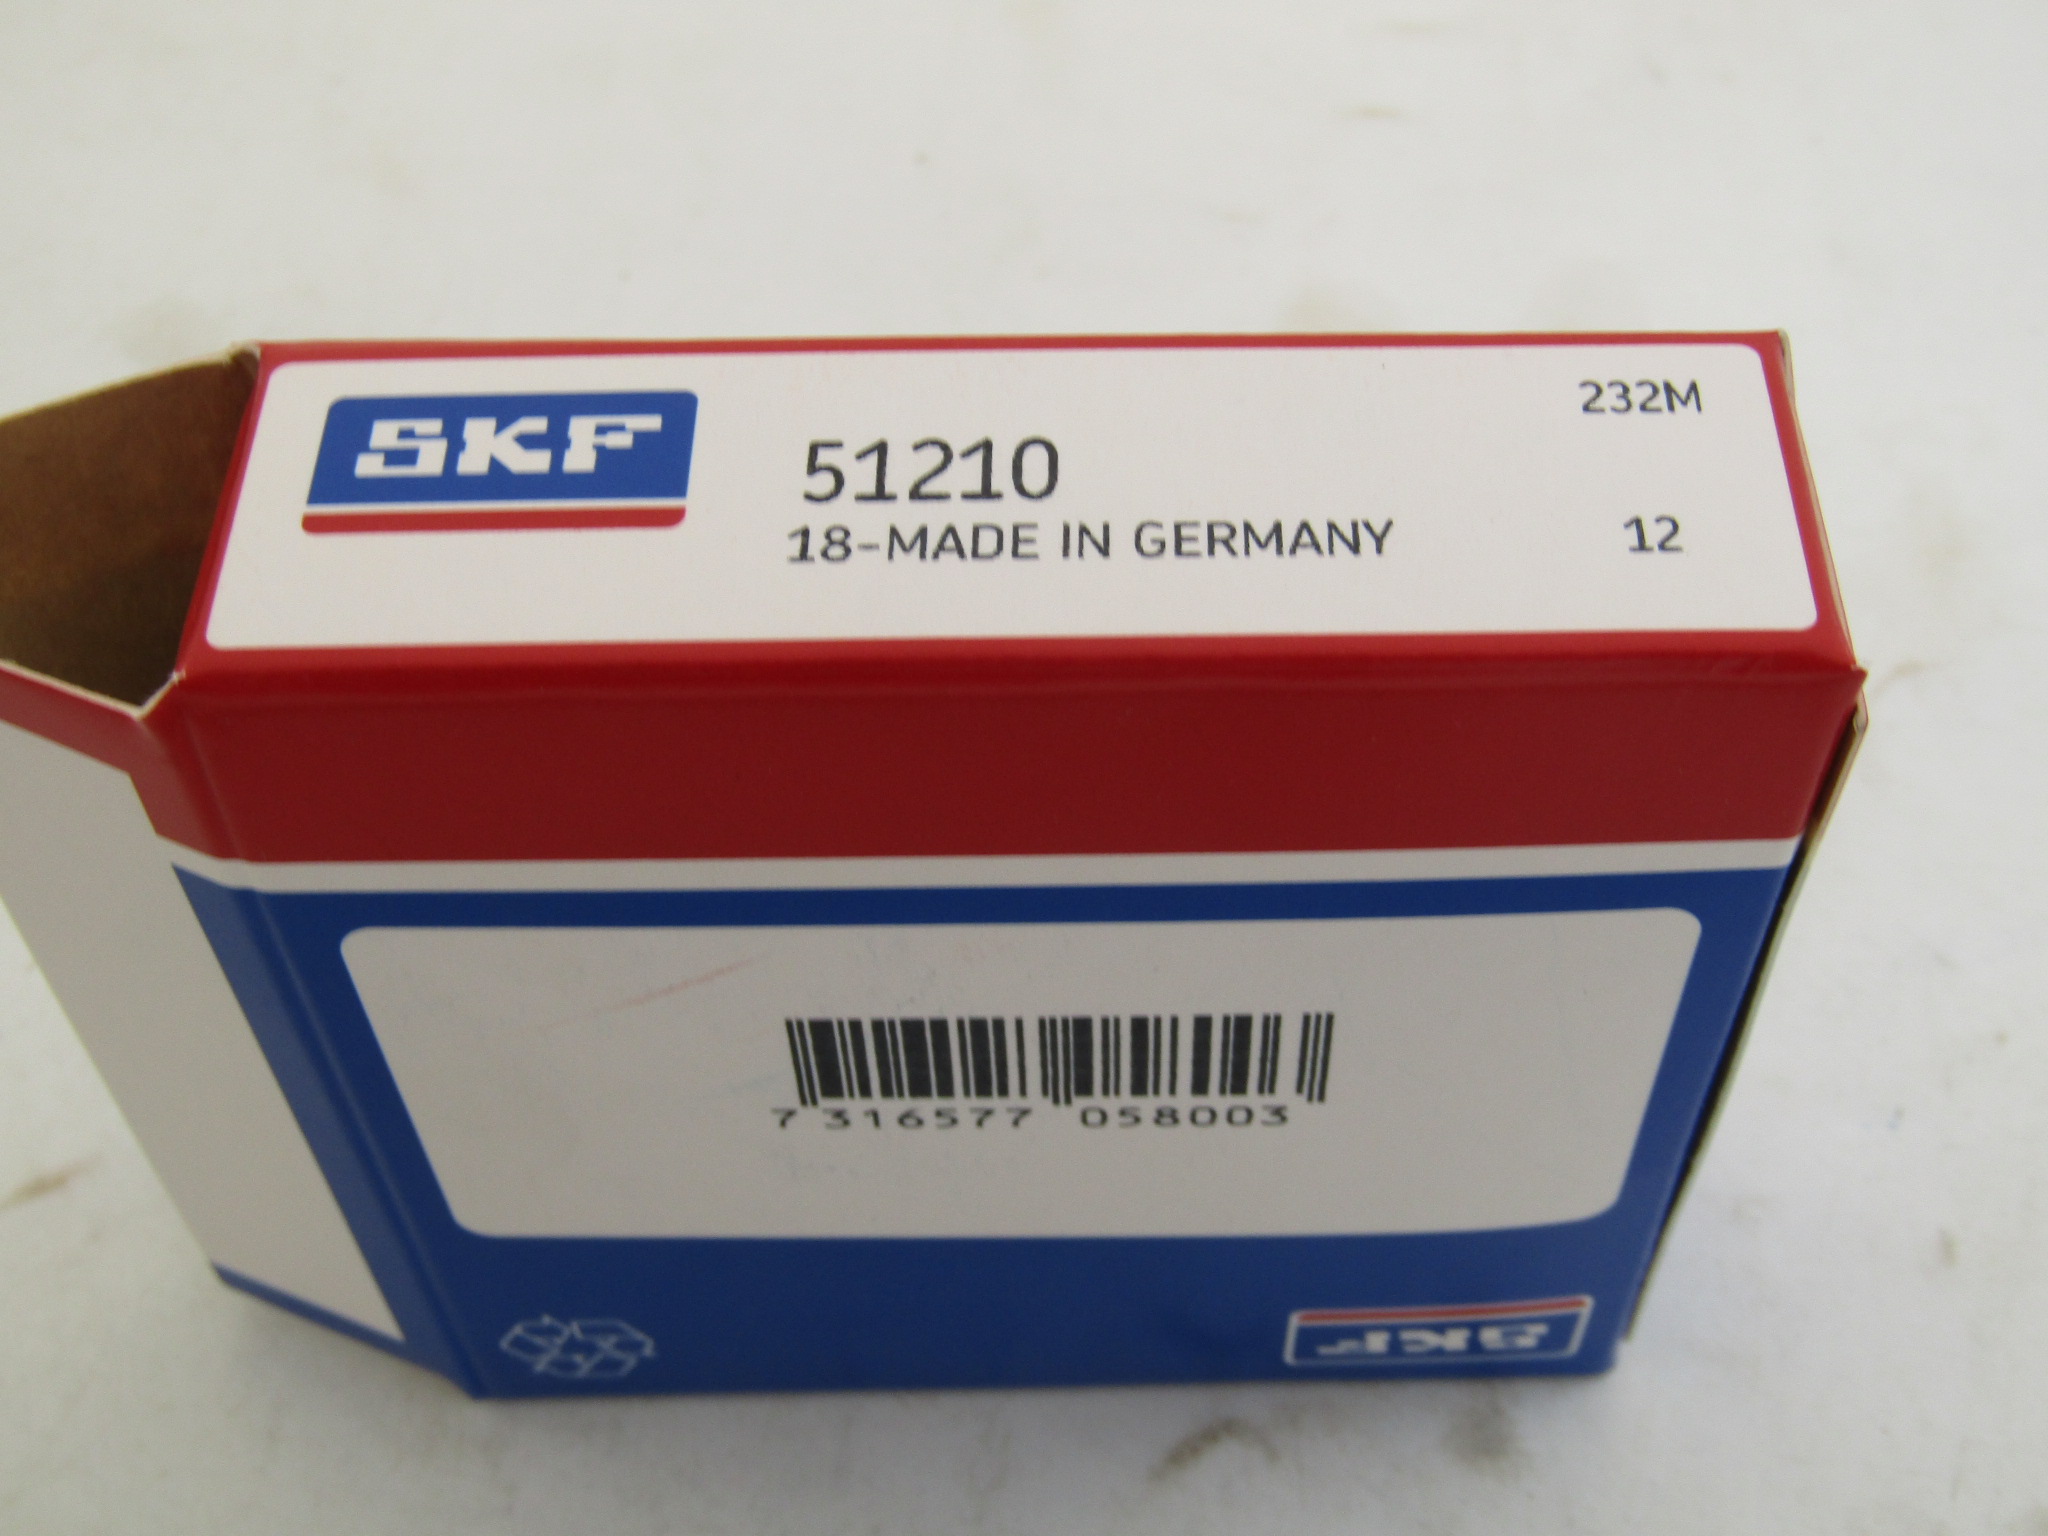 SKF
232M
51210
18-MADE IN GERMANY
12
7 316577 058003
SKF